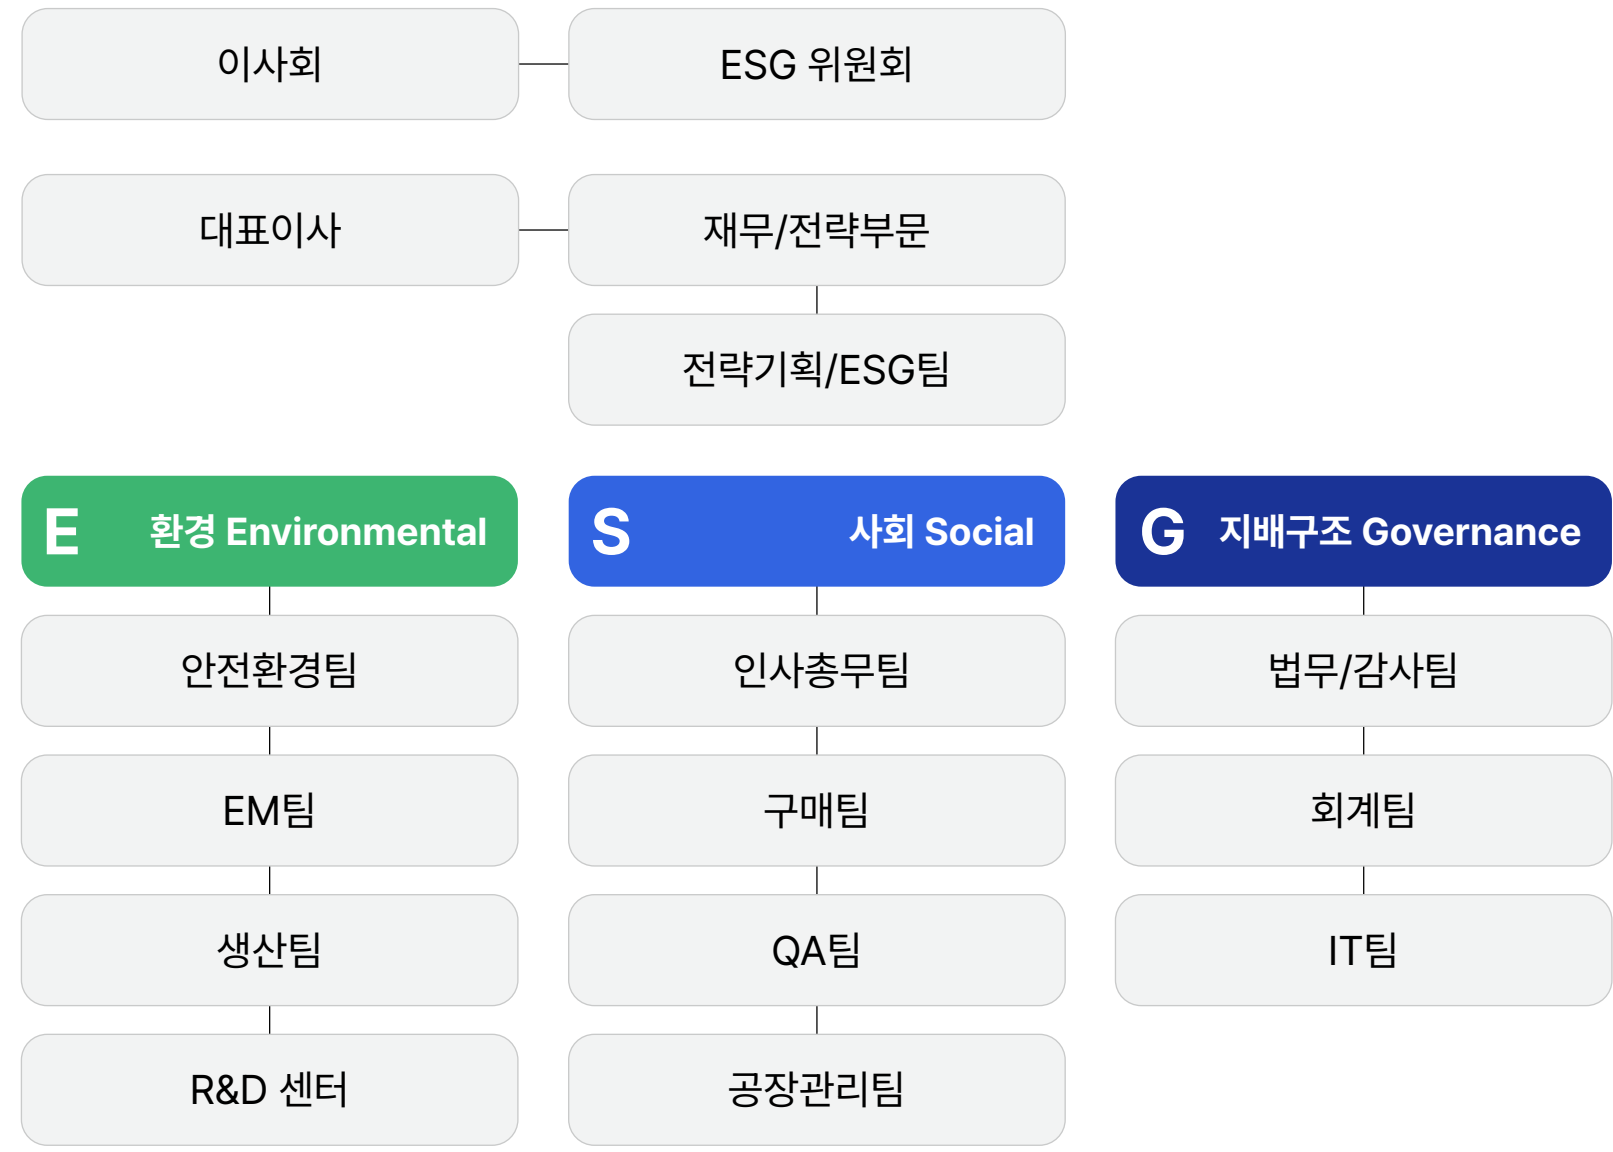 이사회
ESG 위원회
대표이사
재무/전략부문
전략기획/ESG팀
E 환경 Environmental
안전환경팀
EM팀
생산팀
R&D 센터
S 사회 Social
인사총무팀
구매팀
QA팀
공장관리팀
G 지배구조 Governance
법무/감사팀
회계팀
IT팀